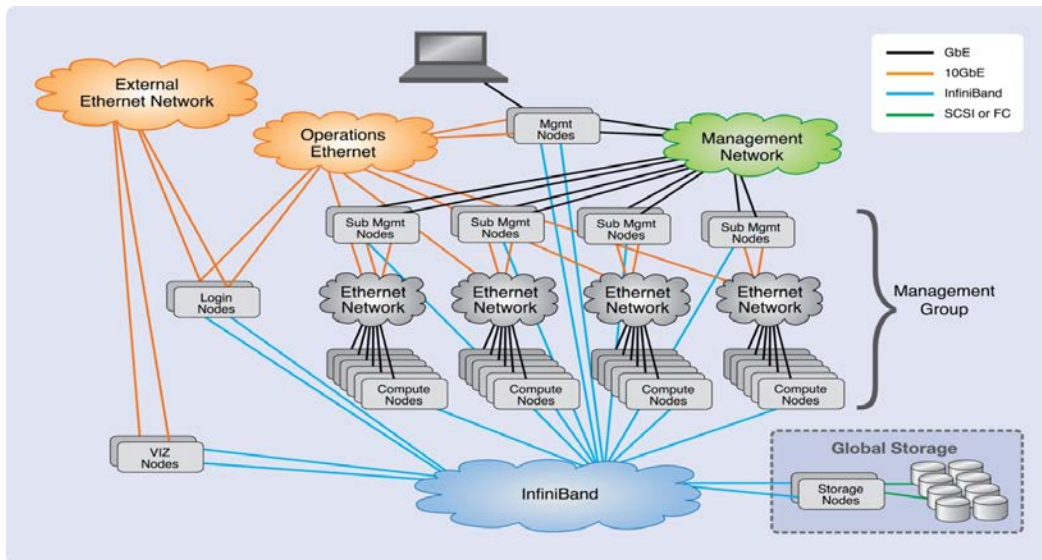 GbE
10GbE
InfiniBand
SCSI or FC
External
Ethernet Network
Operations
Ethernet
Mgmt
Nodes
Management
Network
Sub Mgmt
Nodes
Sub Mgmt
Nodes
Sub Mgmt
Nodes
Sub Mgmt
Nodes
Login
Nodes
Ethernet
Network
Ethernet
Network
Ethernet
Network
Ethernet
Network
Management
Group
Compute
Nodes
Compute
Nodes
Compute
Nodes
Compute
Nodes
VIZ
Nodes
InfiniBand
Global Storage
Storage
Nodes